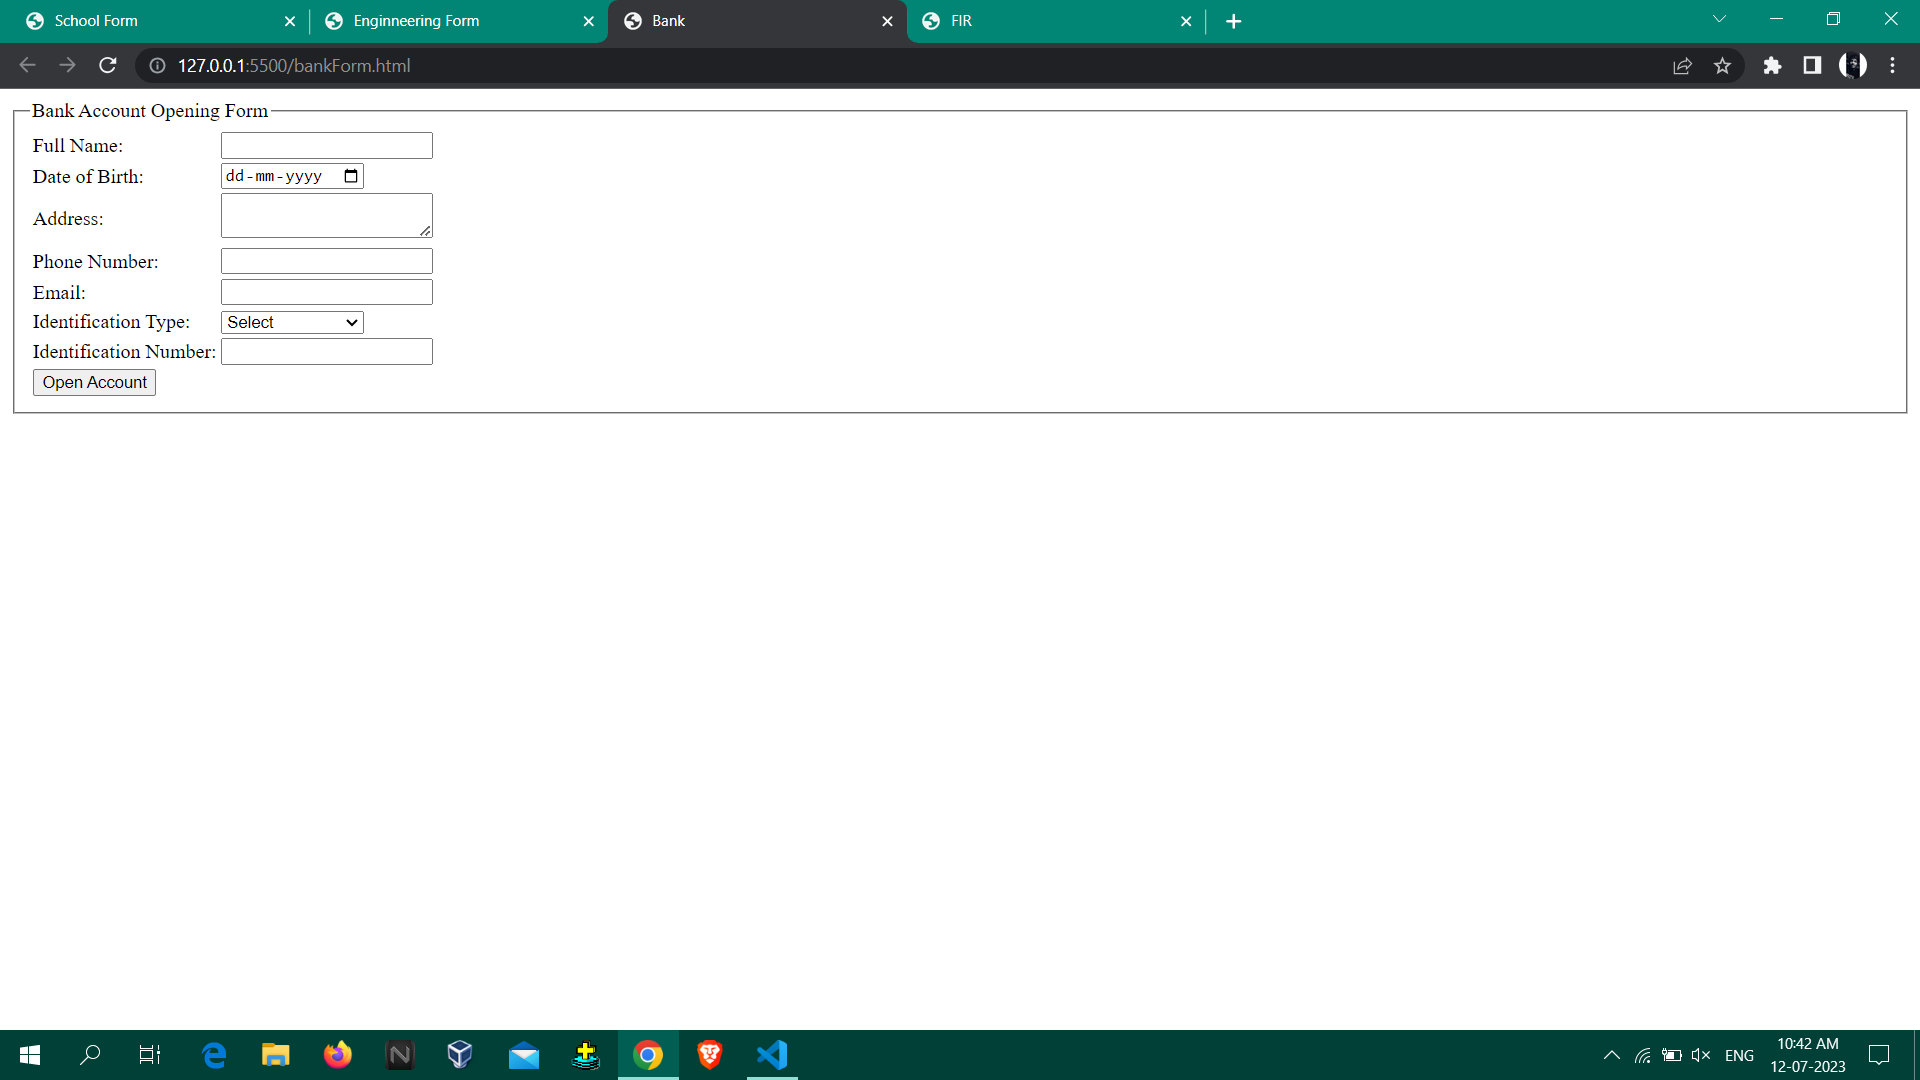 School Form
Enginneering Form
Bank
FIR
127.0.0.1:5500/bankForm.html
Bank Account Opening Form
Full Name:
Date of Birth: dd-mm-yyyy
Address:
Phone Number:
Email:
Identification Type: Select
Identification Number:
Open Account
ENG
10:42 AM
12-07-2023